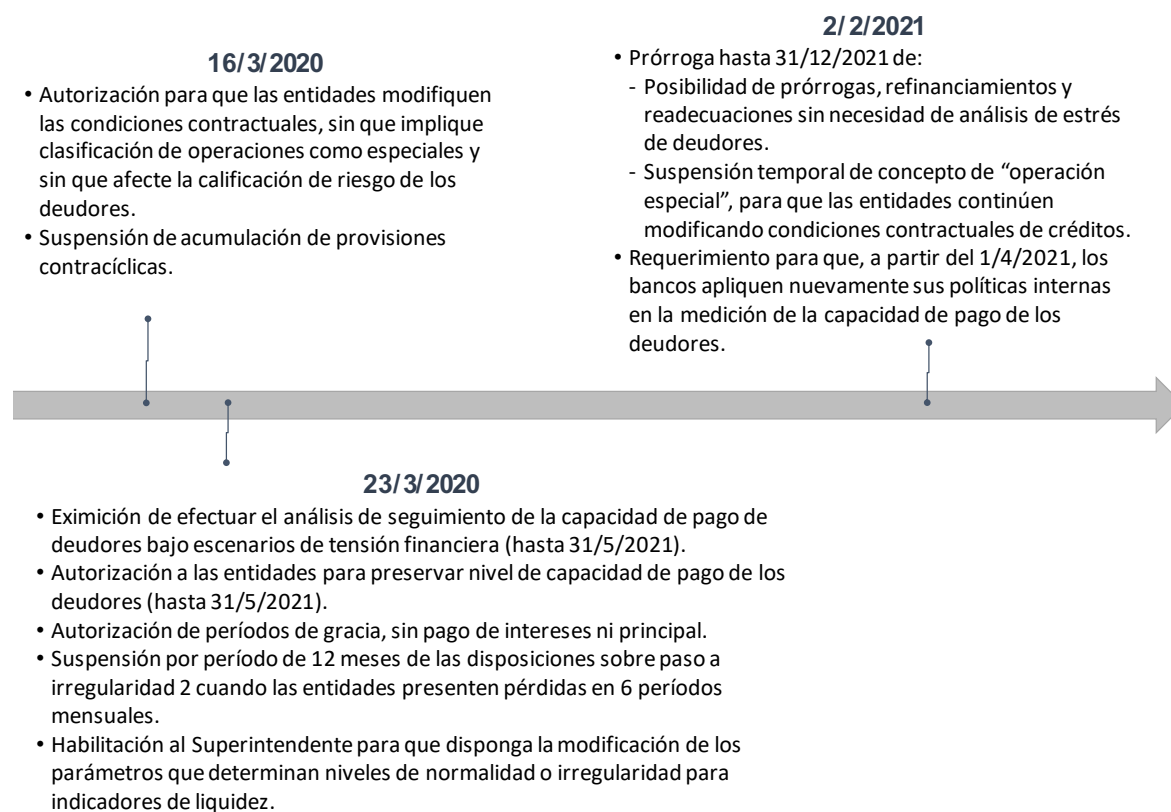 16/3/2020
• Autorización para que las entidades modifiquen
las condiciones contractuales, sin que implique
clasificación de operaciones como especiales y
sin que afecte la calificación de riesgo de los
deudores.
• Suspensión de acumulación de provisiones
contracíclicas.
2/2/2021
• Prórroga hasta 31/12/2021 de:
- Posibilidad de prórrogas, refinanciamientos y
readecuaciones sin necesidad de análisis de estrés
de deudores.
- Suspensión temporal de concepto de “operación
especial”, para que las entidades continúen
modificando condiciones contractuales de créditos.
• Requerimiento para que, a partir del 1/4/2021, los
bancos apliquen nuevamente sus políticas internas
en la medición de la capacidad de pago de los
deudores.
23/3/2020
• Eximición de efectuar el análisis de seguimiento de la capacidad de pago de
deudores bajo escenarios de tensión financiera (hasta 31/5/2021).
• Autorización a las entidades para preservar nivel de capacidad de pago de los
deudores (hasta 31/5/2021).
• Autorización de períodos de gracia, sin pago de intereses ni principal.
• Suspensión por período de 12 meses de las disposiciones sobre paso a
irregularidad 2 cuando las entidades presenten pérdidas en 6 períodos
mensuales.
• Habilitación al Superintendente para que disponga la modificación de los
parámetros que determinan niveles de normalidad o irregularidad para
indicadores de liquidez.